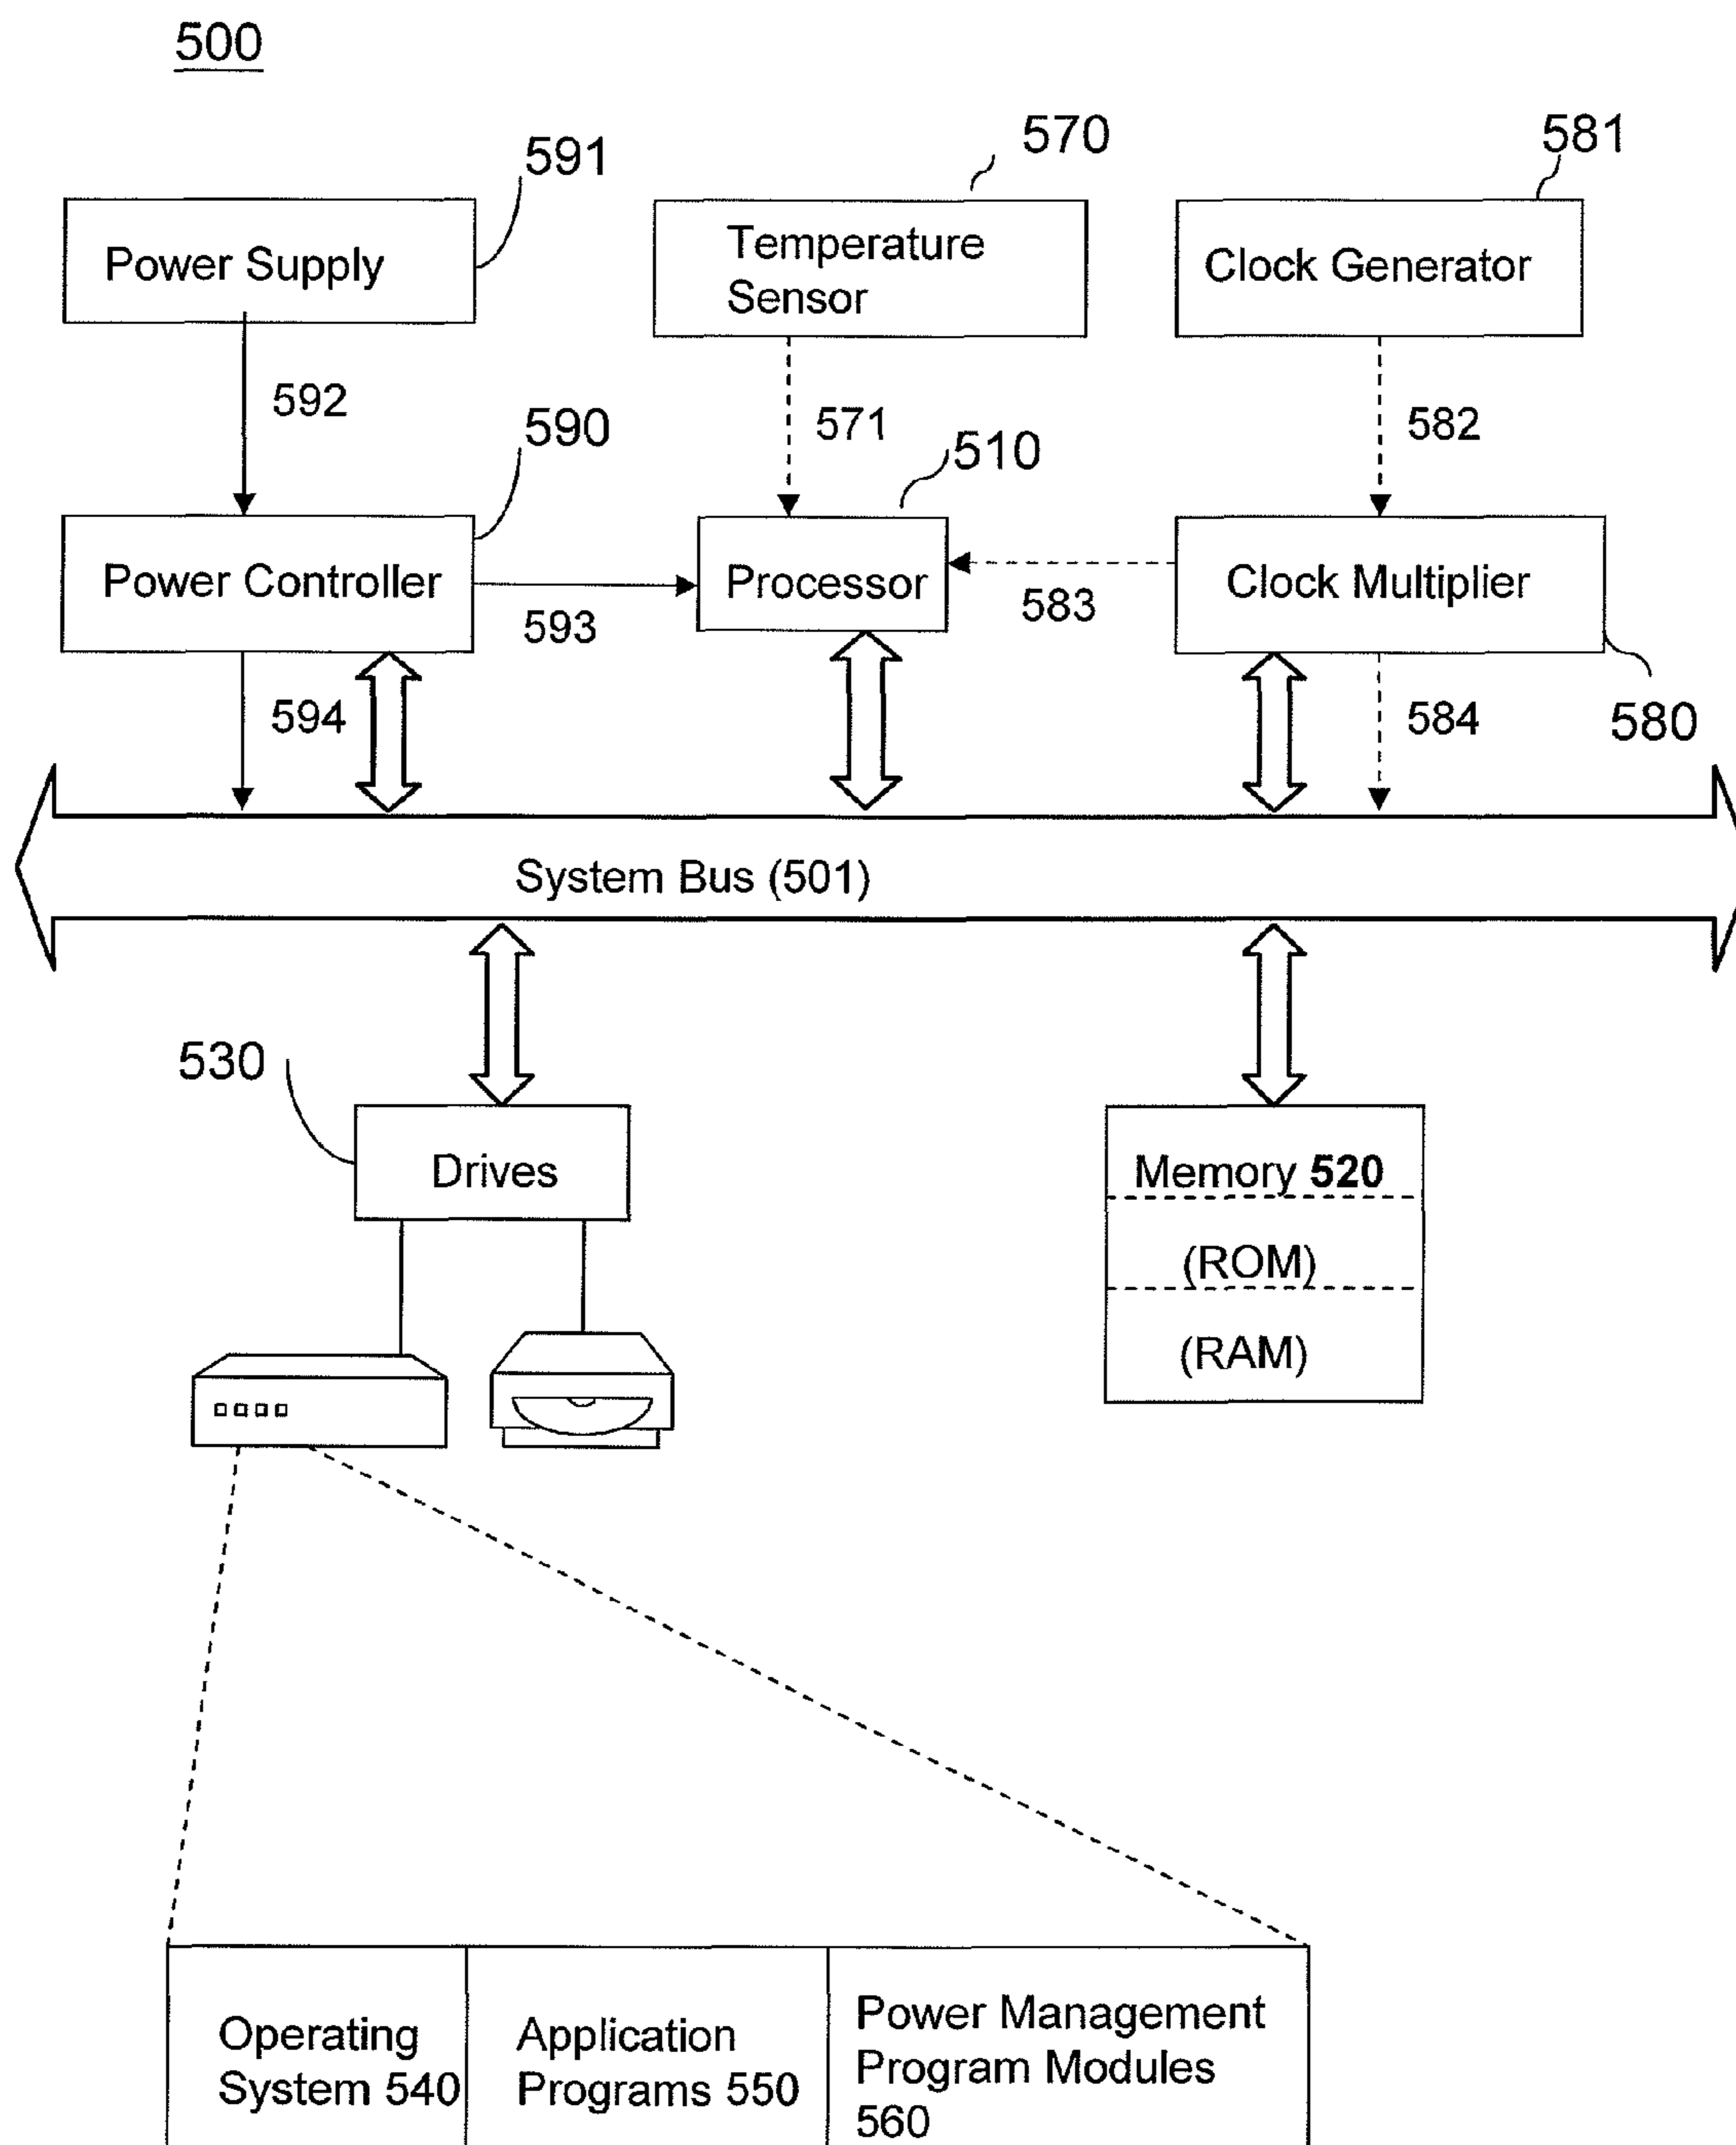 500
591
570
581
Power Supply
Temperature
Sensor
Clock Generator
592
571
582
590
510
Power Controller
Processor
Clock Multiplier
593
583
594
584
580
System Bus (501)
530
Drives
Memory 520
(ROM)
(RAM)
Operating
System 540
Application
Programs 550
Power Management
Program Modules
560